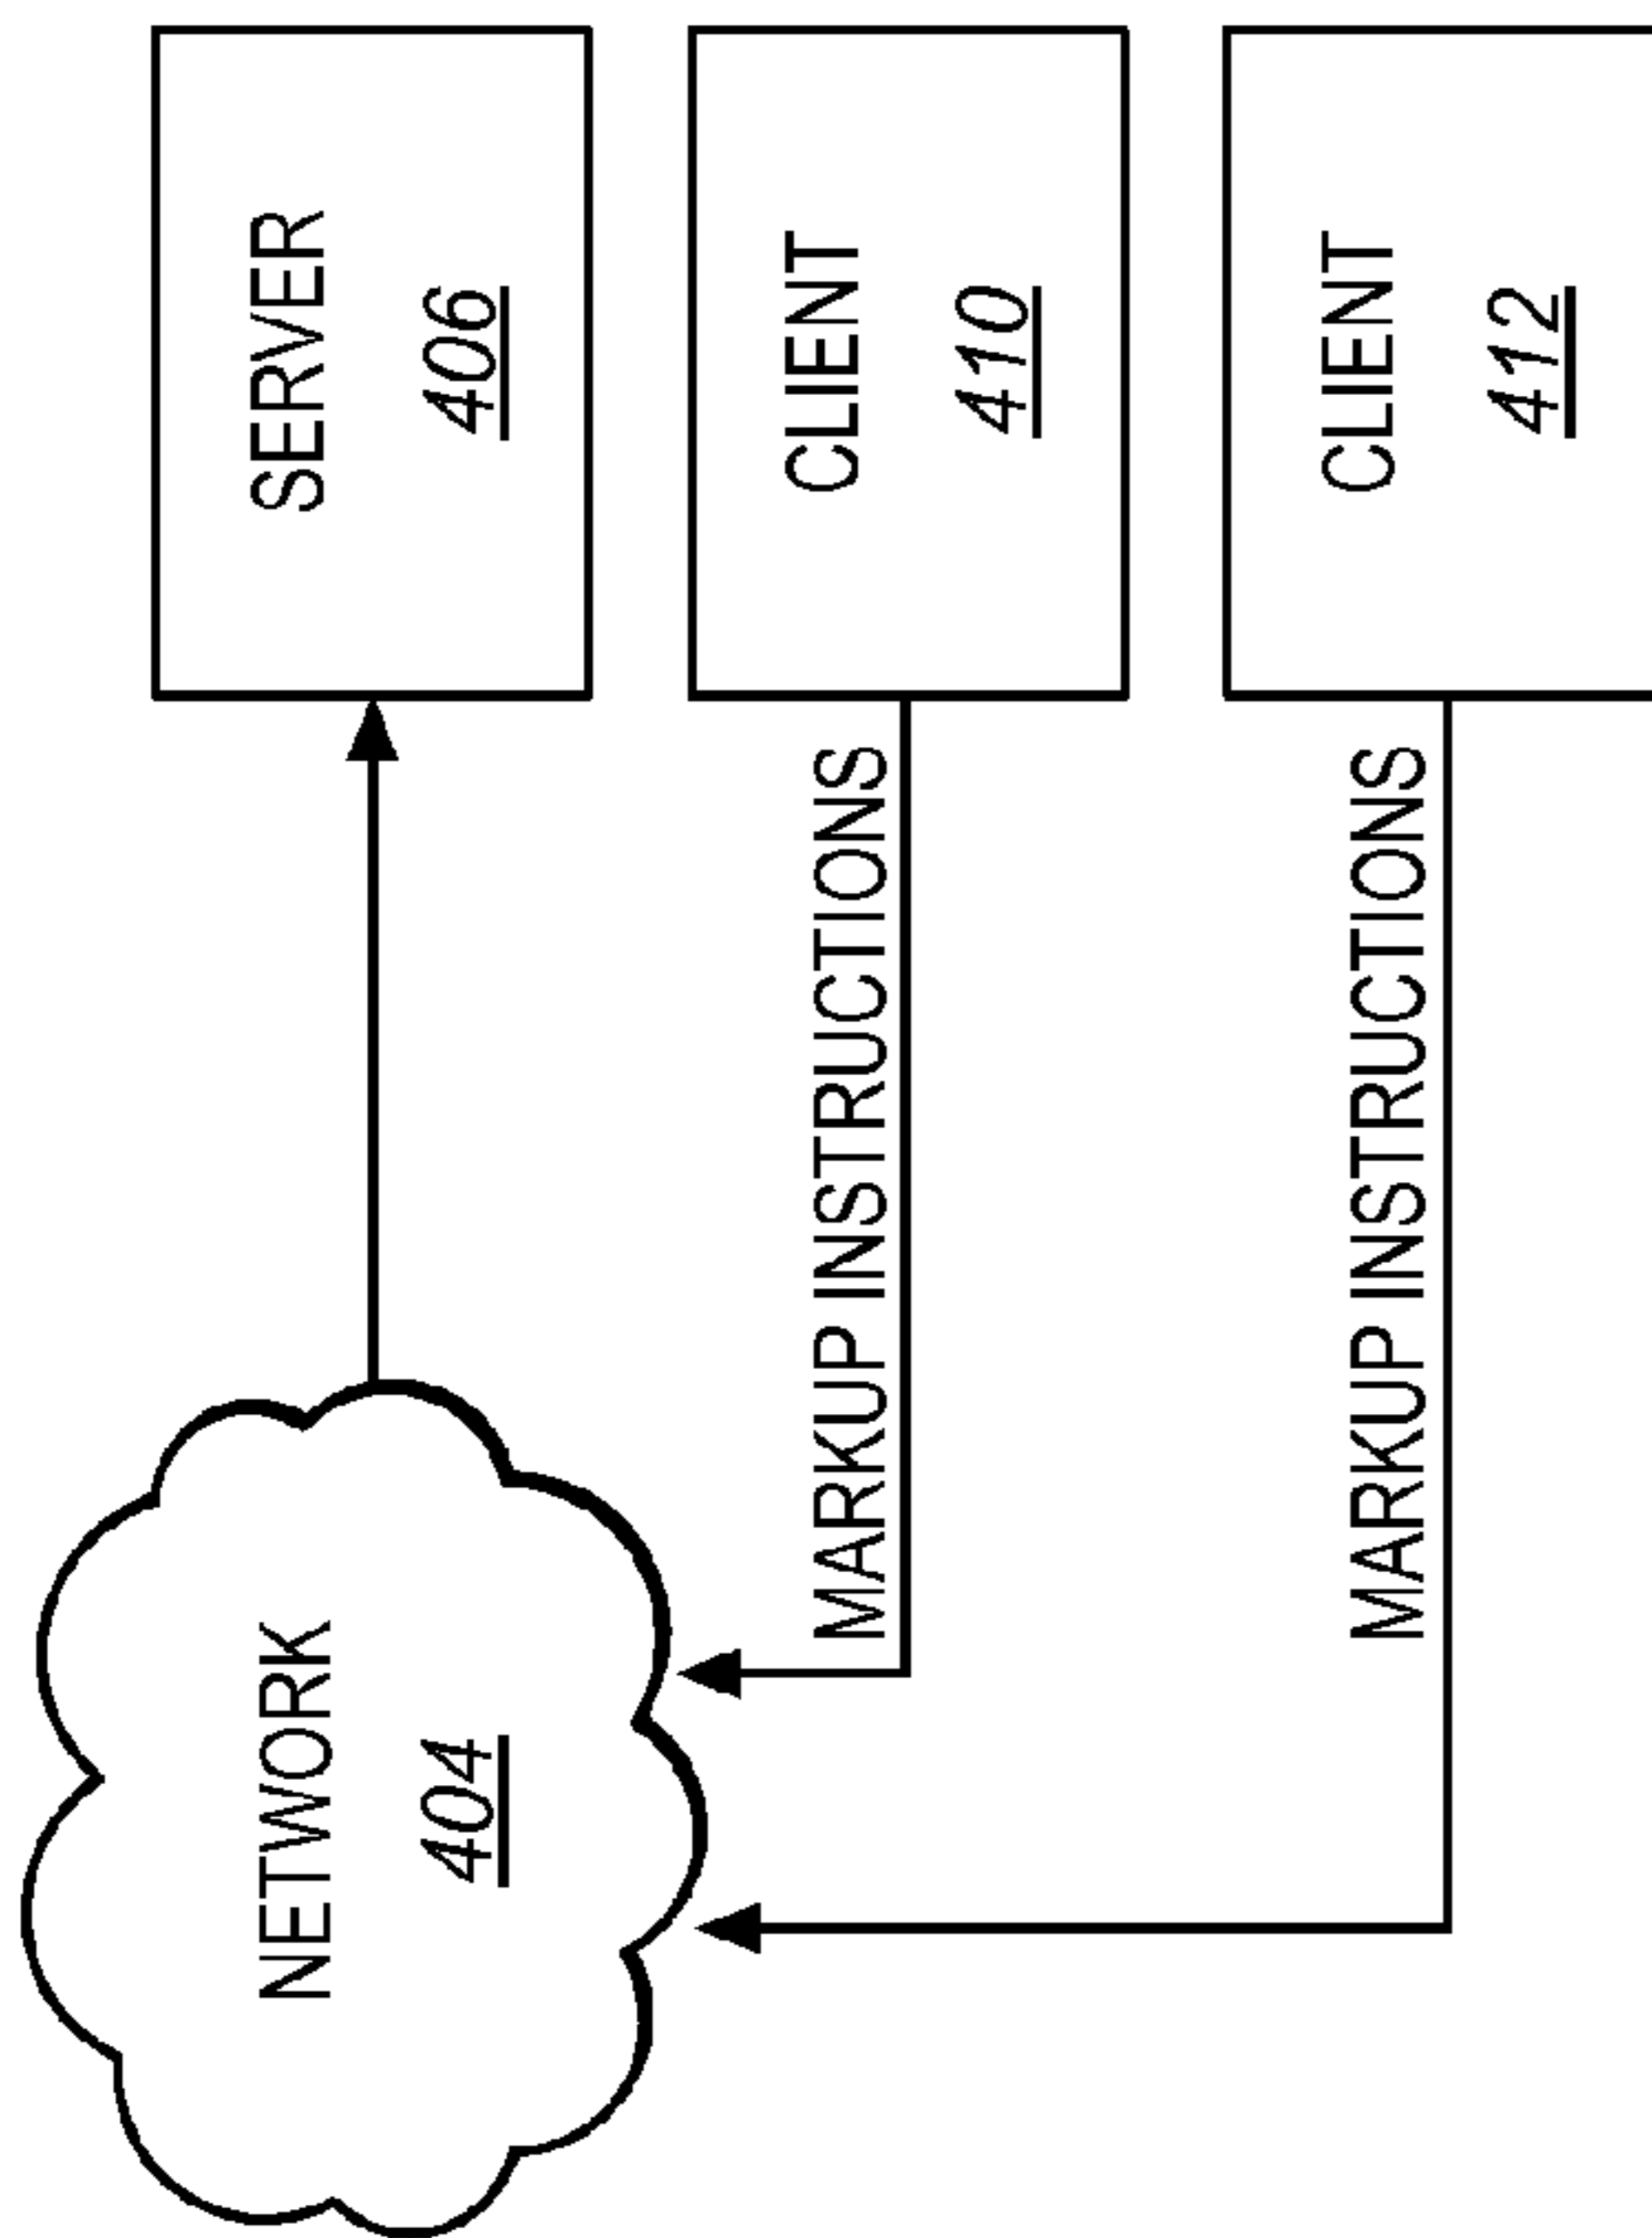 NETWORK
404
SERVER
406
MARKUP INSTRUCTIONS
CLIENT
410
MARKUP INSTRUCTIONS
CLIENT
412